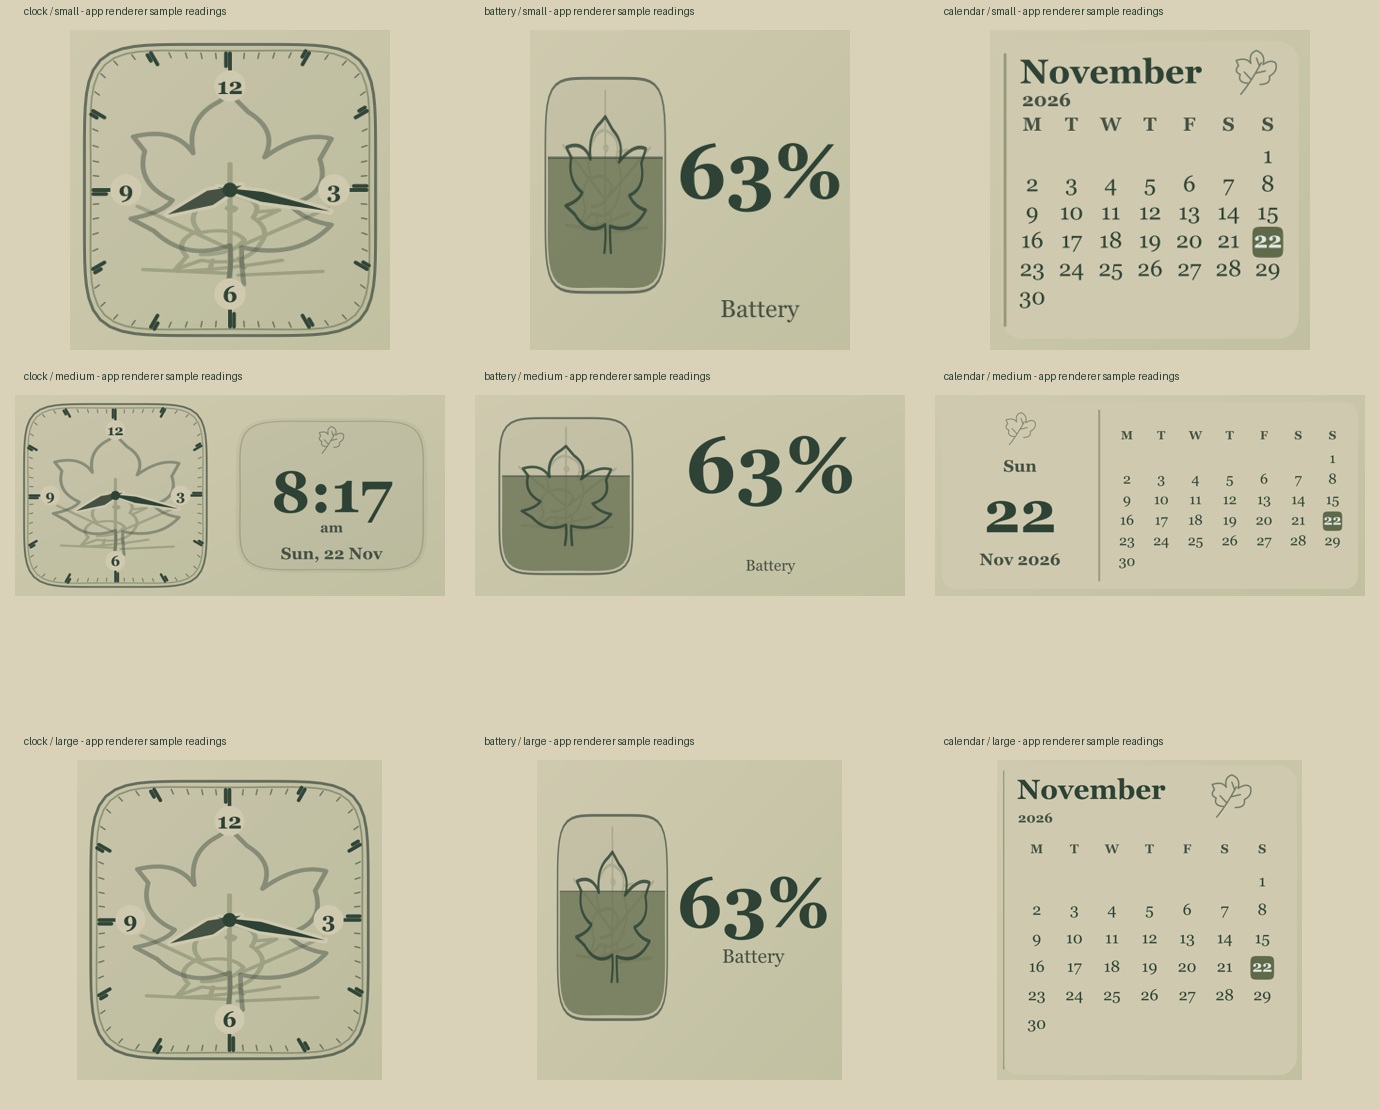 clock / small - app renderer sample readings
12
9
3
6
battery / small - app renderer sample readings
63%
Battery
calendar / small - app renderer sample readings
November
2026
M T W T F S S
1
2 3 4 5 6 7 8
9 10 11 12 13 14 15
16 17 18 19 20 21 22
23 24 25 26 27 28 29
30
clock / medium - app renderer sample readings
12
9
3
6
8:17
am
Sun, 22 Nov
battery / medium - app renderer sample readings
63%
Battery
calendar / medium - app renderer sample readings
Sun
22
Nov 2026
M T W T F S S
1
2 3 4 5 6 7 8
9 10 11 12 13 14 15
16 17 18 19 20 21 22
23 24 25 26 27 28 29
30
clock / large - app renderer sample readings
12
9
3
6
battery / large - app renderer sample readings
63%
Battery
calendar / large - app renderer sample readings
November
2026
M T W T F S S
1
2 3 4 5 6 7 8
9 10 11 12 13 14 15
16 17 18 19 20 21 22
23 24 25 26 27 28 29
30